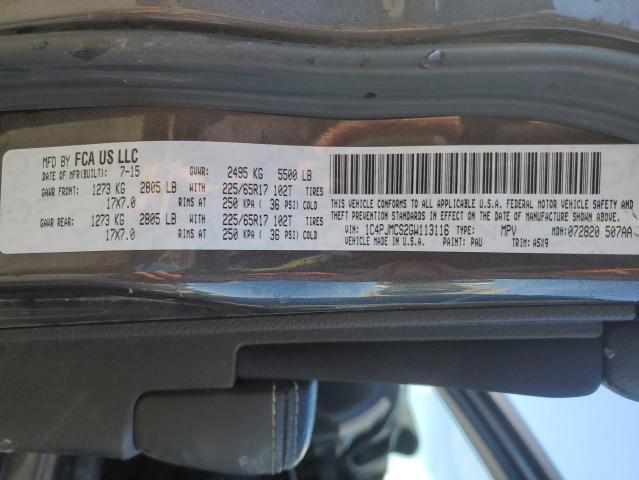 MFD BY FCA US LLC
DATE OF MFD(BUILT): 7-15 GVWR: 2495 KG 5500 LB
GAWR FRONT: 1273 KG 2805 LB WITH 225/65R17 102T TIRES
17X7.0 RIMS AT 250 KPA ( 36 PSI) COLD
GAWR REAR: 1273 KG 2805 LB WITH 225/65R17 102T TIRES
17X7.0 RIMS AT 250 KPA ( 36 PSI) COLD
THIS VEHICLE CONFORMS TO ALL APPLICABLE U.S.A. FEDERAL MOTOR VEHICLE SAFETY AND
THEFT PREVENTION STANDARDS IN EFFECT ON THE DATE OF MANUFACTURE SHOWN ABOVE.
VIN: 1C4PJMCS2GW113116 TYPE: MPV MDH: 072820 507AA
VEHICLE MADE IN U.S.A. PAINT: PAU TRIM: A5X9